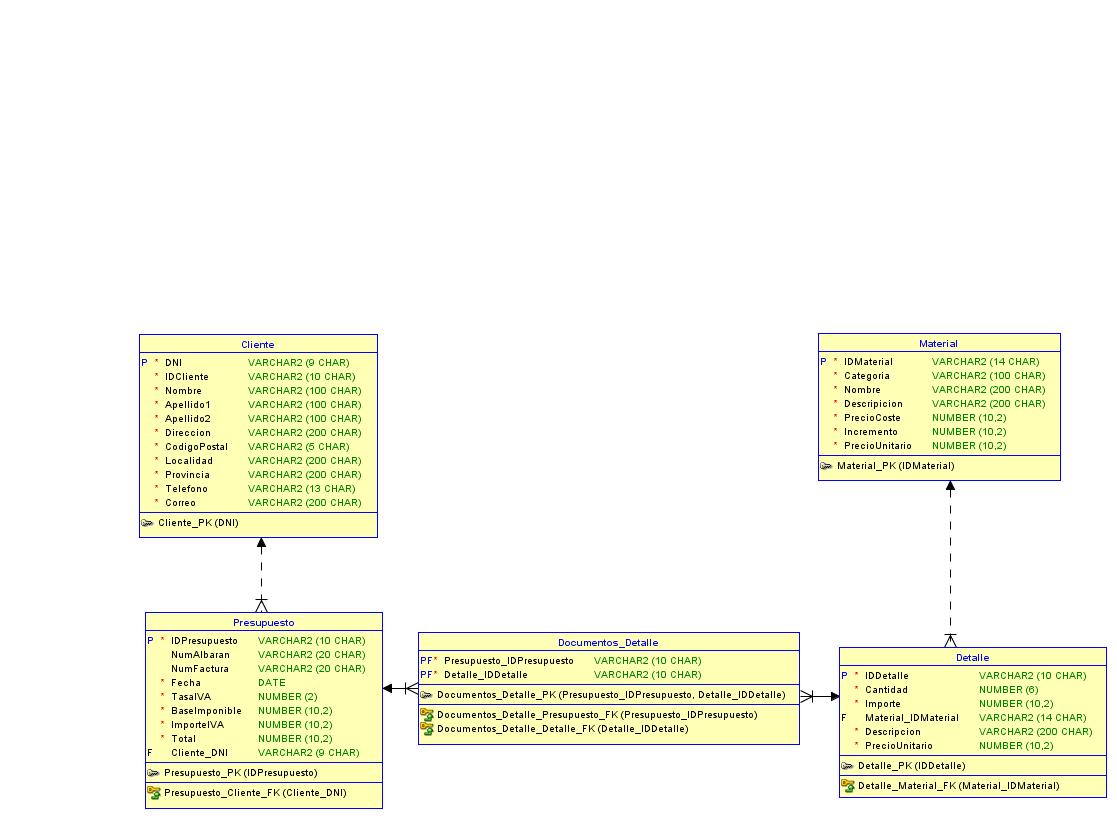 Cliente
P * DNI VARCHAR2 (9 CHAR)
* IDCliente VARCHAR2 (10 CHAR)
* Nombre VARCHAR2 (100 CHAR)
* Apellido1 VARCHAR2 (100 CHAR)
* Apellido2 VARCHAR2 (100 CHAR)
* Direccion VARCHAR2 (200 CHAR)
* CodigoPostal VARCHAR2 (5 CHAR)
* Localidad VARCHAR2 (200 CHAR)
* Provincia VARCHAR2 (200 CHAR)
* Telefono VARCHAR2 (13 CHAR)
* Correo VARCHAR2 (200 CHAR)
Cliente_PK (DNI)
Material
P * IDMaterial VARCHAR2 (14 CHAR)
* Categoria VARCHAR2 (100 CHAR)
* Nombre VARCHAR2 (200 CHAR)
* Descripicion VARCHAR2 (200 CHAR)
* PrecioCoste NUMBER (10,2)
* Incremento NUMBER (10,2)
* PrecioUnitario NUMBER (10,2)
Material_PK (IDMaterial)
Presupuesto
P * IDPresupuesto VARCHAR2 (10 CHAR)
NumAlbaran VARCHAR2 (20 CHAR)
NumFactura VARCHAR2 (20 CHAR)
* Fecha DATE
* TasaIVA NUMBER (2)
* BaseImponible NUMBER (10,2)
* ImporteIVA NUMBER (10,2)
* Total NUMBER (10,2)
F Cliente_DNI VARCHAR2 (9 CHAR)
Presupuesto_PK (IDPresupuesto)
Presupuesto_Cliente_FK (Cliente_DNI)
Documentos_Detalle
PF* Presupuesto_IDPresupuesto VARCHAR2 (10 CHAR)
PF* Detalle_IDDetalle VARCHAR2 (10 CHAR)
Documentos_Detalle_PK (Presupuesto_IDPresupuesto, Detalle_IDDetalle)
Documentos_Detalle_Presupuesto_FK (Presupuesto_IDPresupuesto)
Documentos_Detalle_Detalle_FK (Detalle_IDDetalle)
Detalle
P * IDDetalle VARCHAR2 (10 CHAR)
* Cantidad NUMBER (6)
* Importe NUMBER (10,2)
F Material_IDMaterial VARCHAR2 (14 CHAR)
* Descripcion VARCHAR2 (200 CHAR)
* PrecioUnitario NUMBER (10,2)
Detalle_PK (IDDetalle)
Detalle_Material_FK (Material_IDMaterial)